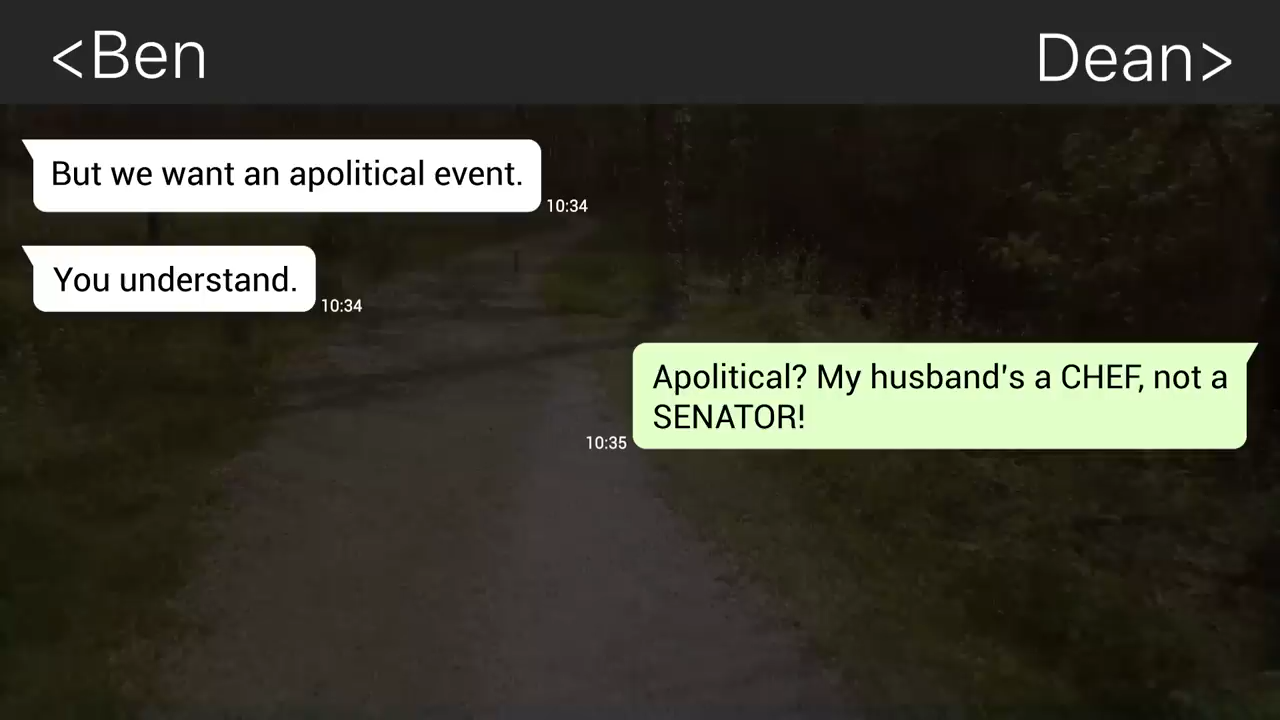 <Ben
Dean>
But we want an apolitical event.
10:34
You understand.
10:34
Apolitical? My husband's a CHEF, not a
SENATOR!
10:35